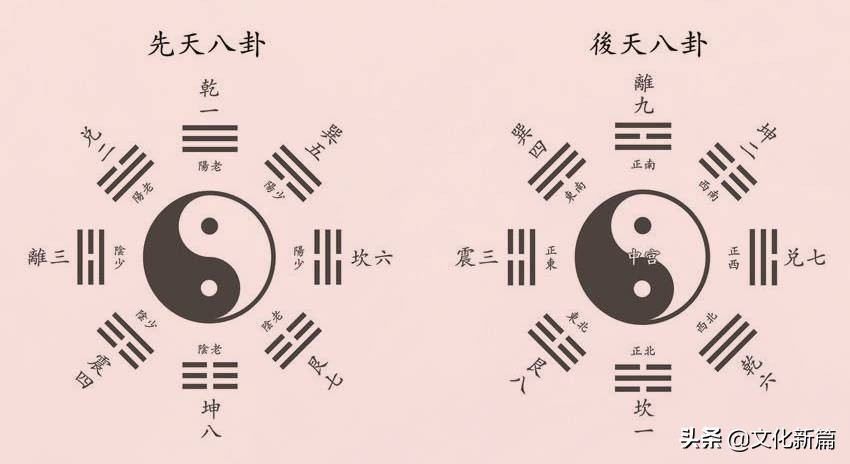 先天八卦
乾一
陽老
兑二
陽老
巽五
陽少
離三
陰少
坎六
陽少
震四
陰少
艮七
陰老
坤八
陰老
後天八卦
離九
正南
巽四
東南
坤二
西南
震三
正東
中宫
兑七
正西
艮八
東北
乾六
西北
坎一
正北
头条 @文化新篇